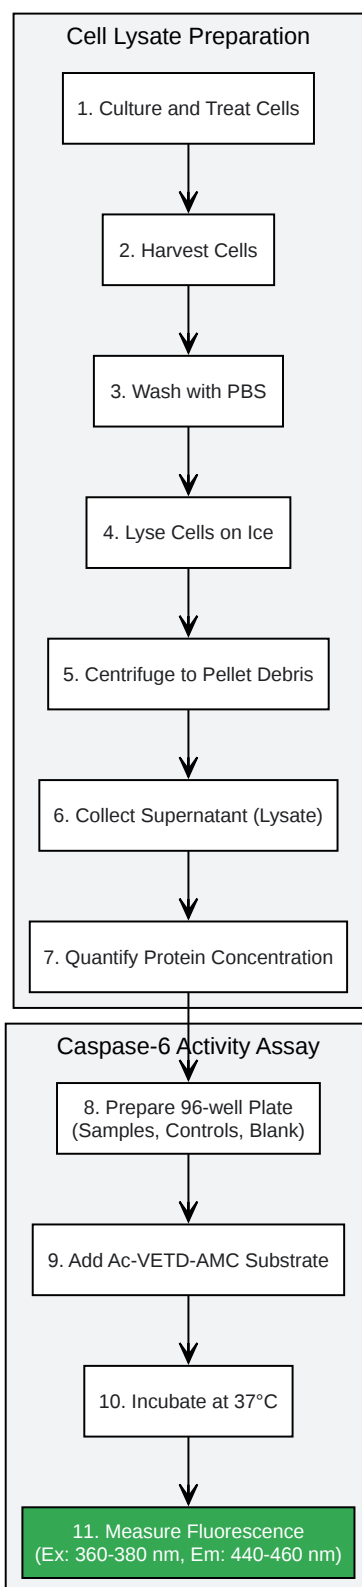 Cell Lysate Preparation
1. Culture and Treat Cells
2. Harvest Cells
3. Wash with PBS
4. Lyse Cells on Ice
5. Centrifuge to Pellet Debris
6. Collect Supernatant (Lysate)
7. Quantify Protein Concentration
Caspase-6 Activity Assay
8. Prepare 96-well Plate
(Samples, Controls, Blank)
9. Add Ac-VETD-AMC Substrate
10. Incubate at 37°C
11. Measure Fluorescence
(Ex: 360-380 nm, Em: 440-460 nm)